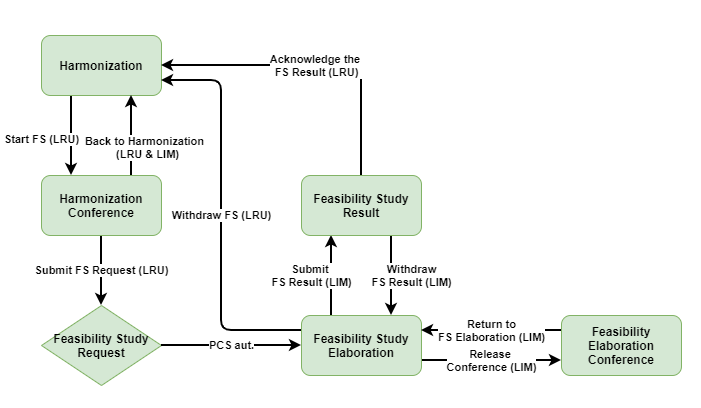 Harmonization
Acknowledge the
FS Result (LRU)
Start FS (LRU)
Back to Harmonization
(LRU & LIM)
Harmonization
Conference
Feasibility Study
Result
Withdraw FS (LRU)
Submit FS Request (LRU)
Submit
FS Result (LIM)
Withdraw
FS Result (LIM)
Feasibility Study
Request
PCS aut.
Feasibility Study
Elaboration
Return to
FS Elaboration (LIM)
Release
Conference (LIM)
Feasibility
Elaboration
Conference